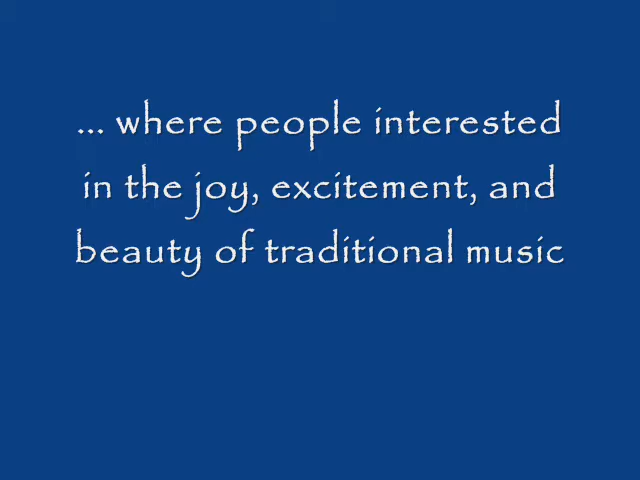 ... where people interested
in the joy, excitement, and
beauty of traditional music